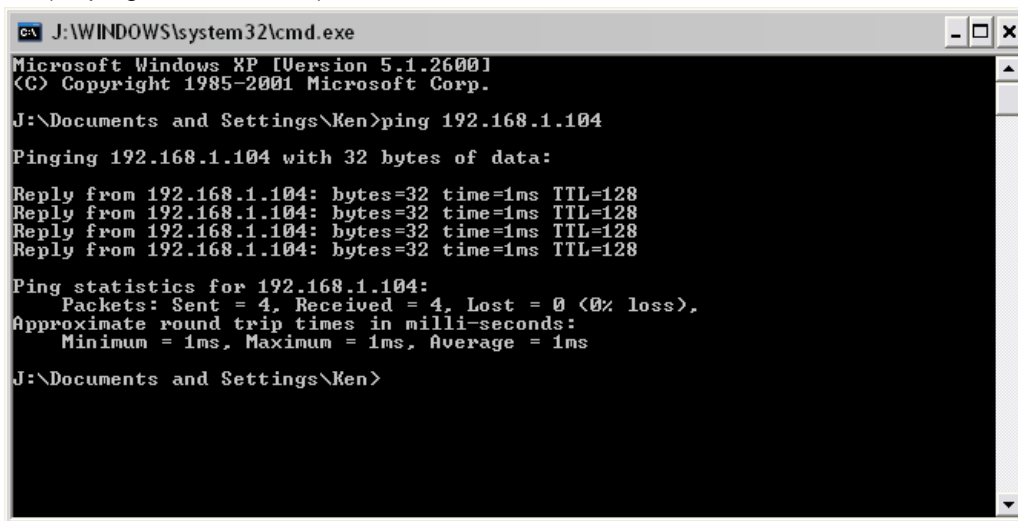 J:\WINDOWS\system32\cmd.exe
Microsoft Windows XP [Version 5.1.2600]
(C) Copyright 1985-2001 Microsoft Corp.
J:\Documents and Settings\Ken>ping 192.168.1.104
Pinging 192.168.1.104 with 32 bytes of data:
Reply from 192.168.1.104: bytes=32 time=1ms TTL=128
Reply from 192.168.1.104: bytes=32 time=1ms TTL=128
Reply from 192.168.1.104: bytes=32 time=1ms TTL=128
Reply from 192.168.1.104: bytes=32 time=1ms TTL=128
Ping statistics for 192.168.1.104:
Packets: Sent = 4, Received = 4, Lost = 0 (0% loss),
Approximate round trip times in milli-seconds:
Minimum = 1ms, Maximum = 1ms, Average = 1ms
J:\Documents and Settings\Ken>